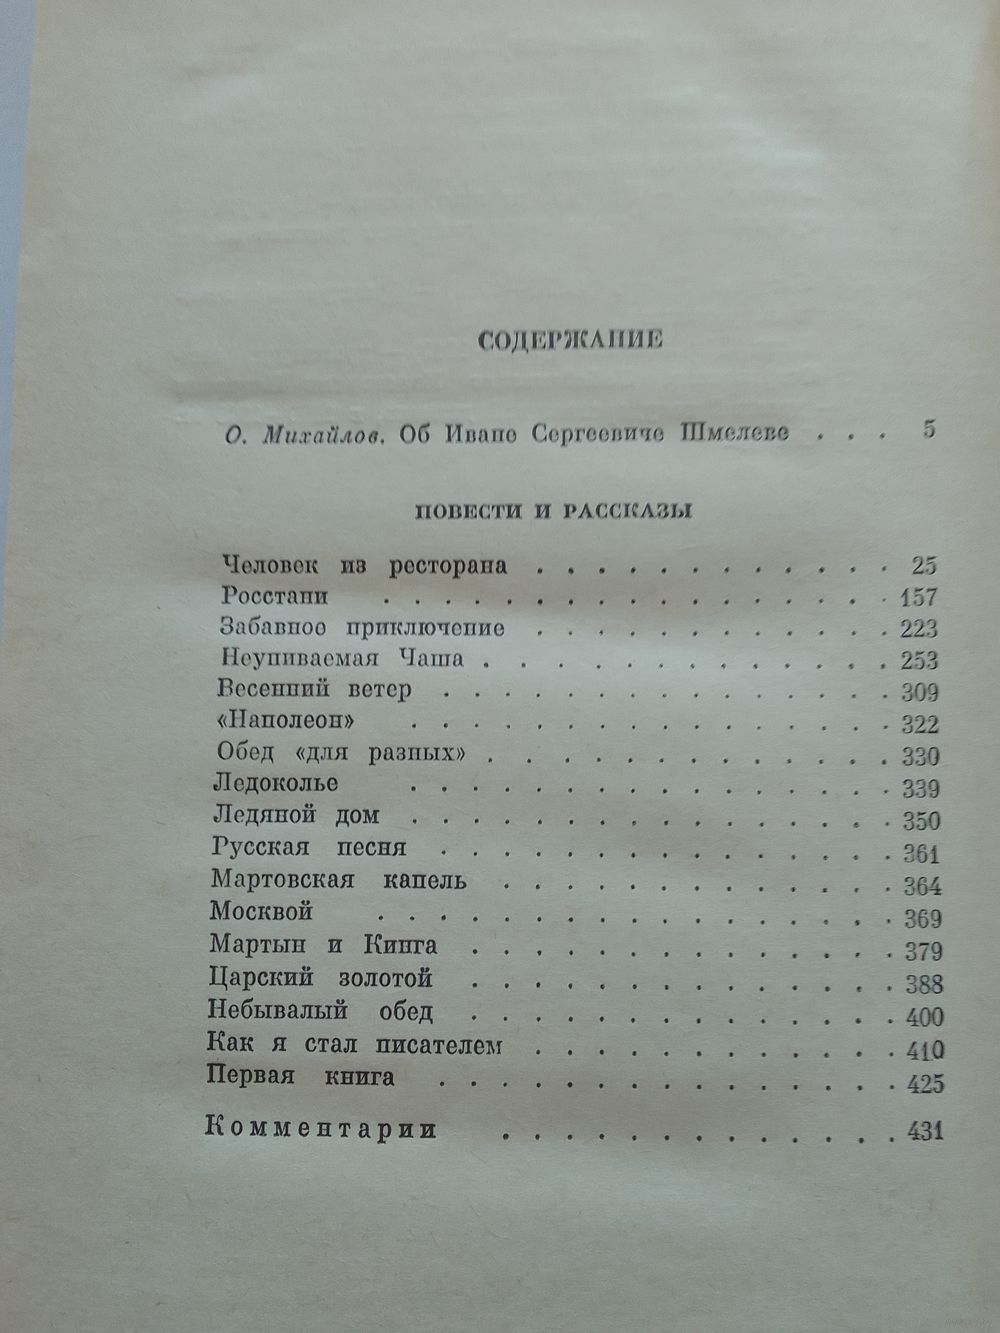 СОДЕРЖАНИЕ
О. Михайлов. Об Иване Сергеевиче Шмелеве . . . 5
ПОВЕСТИ И РАССКАЗЫ
Человек из ресторана . . . . . . . . . . . . 25
Росстани . . . . . . . . . . . . . . . . . 157
Забавное приключение . . . . . . . . . . . . 223
Неупиваемая Чаша . . . . . . . . . . . . . . 253
Весенний ветер . . . . . . . . . . . . . . . 309
«Наполеон» . . . . . . . . . . . . . . . . 322
Обед «для разных» . . . . . . . . . . . . . . 330
Ледоколье . . . . . . . . . . . . . . . . 339
Ледяной дом . . . . . . . . . . . . . . . . 350
Русская песня . . . . . . . . . . . . . . . 361
Мартовская капель . . . . . . . . . . . . . 364
Москвой . . . . . . . . . . . . . . . . . 369
Мартын и Кинга . . . . . . . . . . . . . . 379
Царский золотой . . . . . . . . . . . . . . 388
Небывалый обед . . . . . . . . . . . . . . 400
Как я стал писателем . . . . . . . . . . . . 410
Первая книга . . . . . . . . . . . . . . . 425
Комментарии . . . . . . . . . . . . . 431